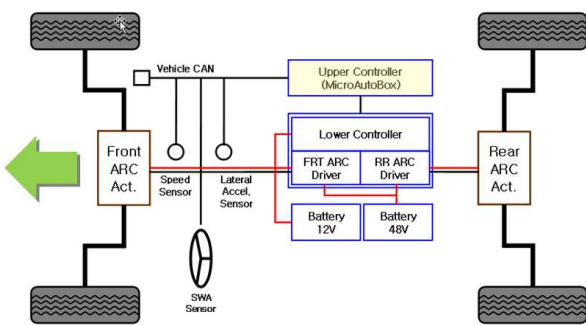 Vehicle CAN
Upper Controller
(MicroAutoBox)
Lower Controller
Front
ARC
Act.
FRT ARC
Driver
RR ARC
Driver
Rear
ARC
Act.
Speed
Sensor
Lateral
Accel,
Sensor
Battery
12V
Battery
48V
SWA
Sensor